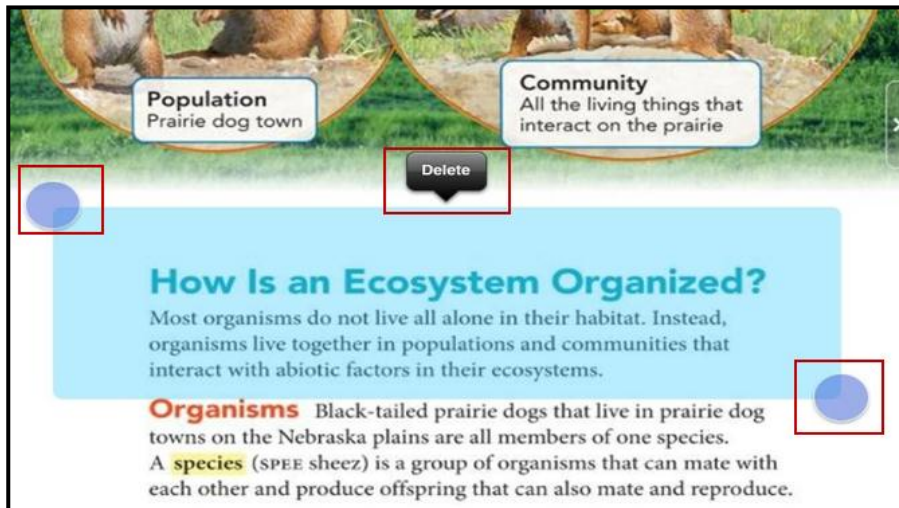 Population
Prairie dog town
Community
All the living things that
interact on the prairie
Delete
How Is an Ecosystem Organized?
Most organisms do not live all alone in their habitat. Instead,
organisms live together in populations and communities that
interact with abiotic factors in their ecosystems.
Organisms Black-tailed prairie dogs that live in prairie dog
towns on the Nebraska plains are all members of one species.
A species (SPEE sheez) is a group of organisms that can mate with
each other and produce offspring that can also mate and reproduce.